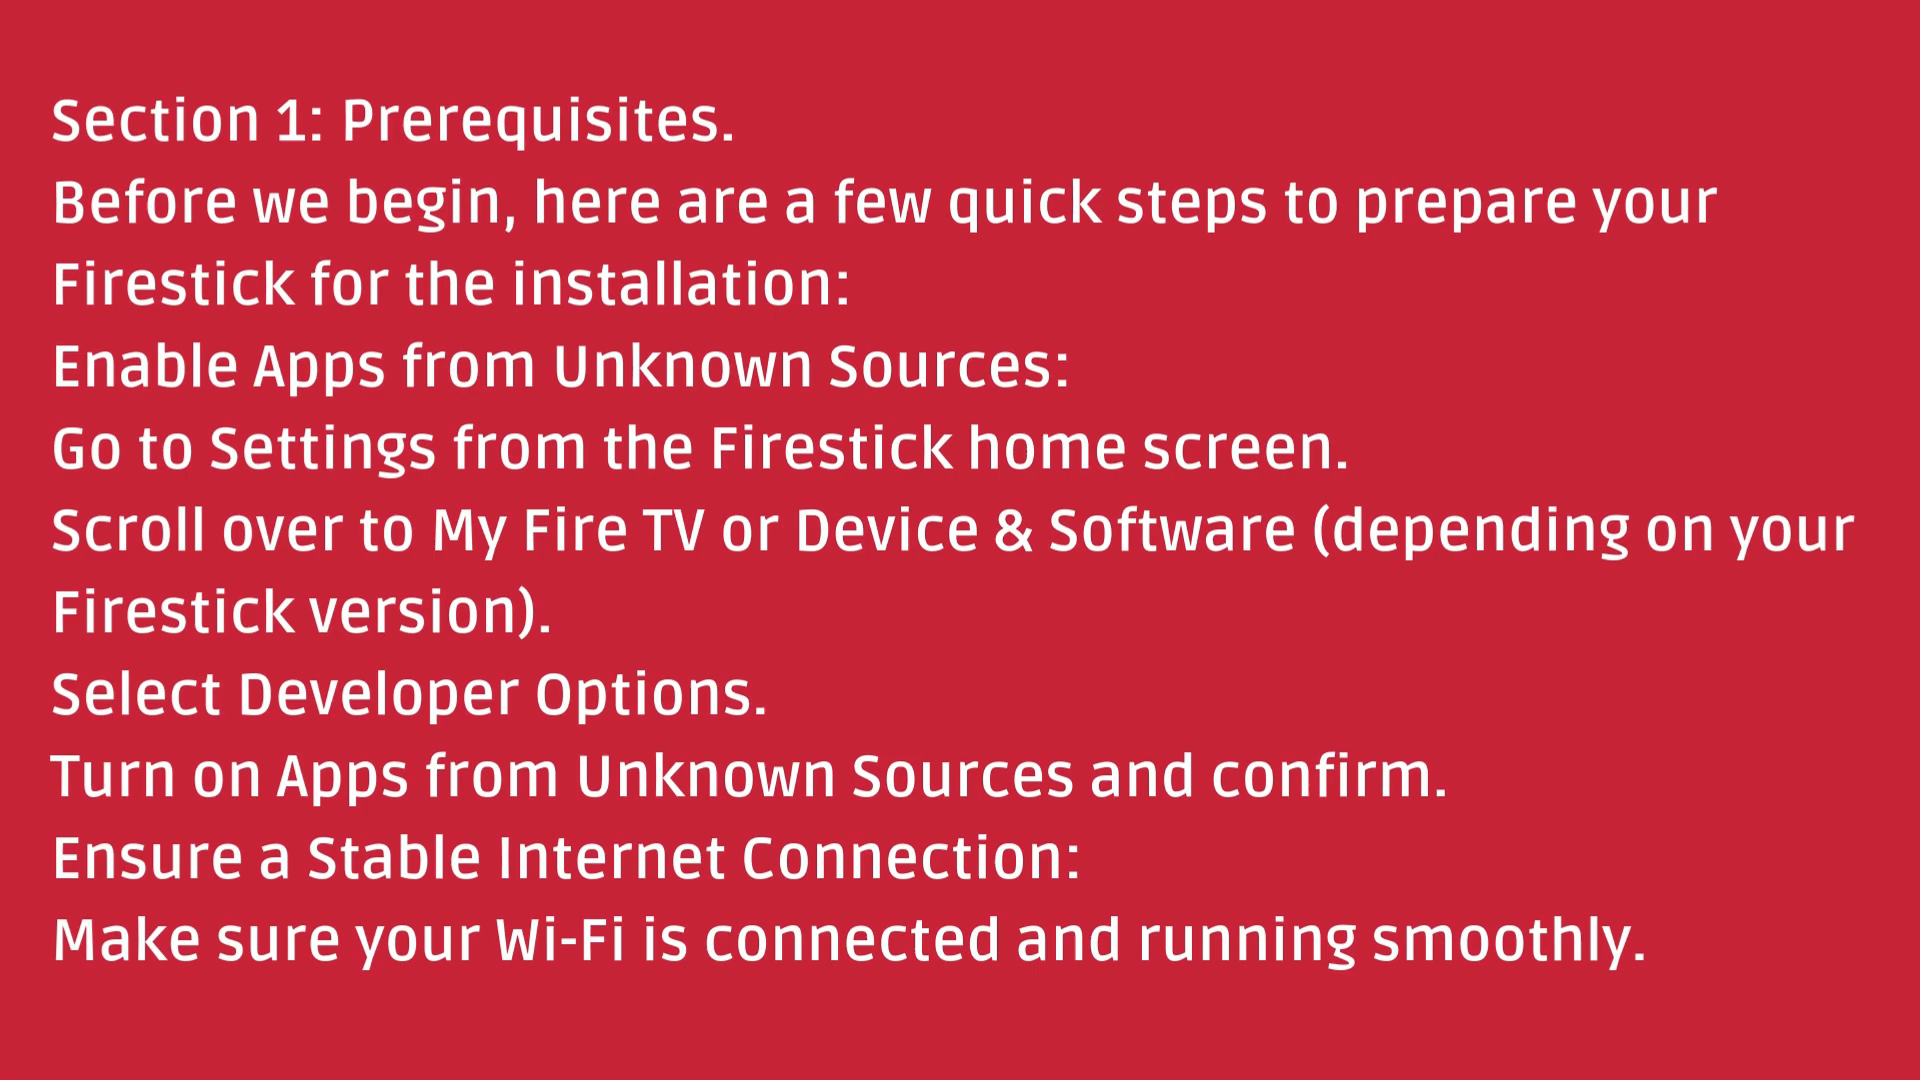 Section 1: Prerequisites.
Before we begin, here are a few quick steps to prepare your
Firestick for the installation:
Enable Apps from Unknown Sources:
Go to Settings from the Firestick home screen.
Scroll over to My Fire TV or Device & Software (depending on your
Firestick version).
Select Developer Options.
Turn on Apps from Unknown Sources and confirm.
Ensure a Stable Internet Connection:
Make sure your Wi-Fi is connected and running smoothly.